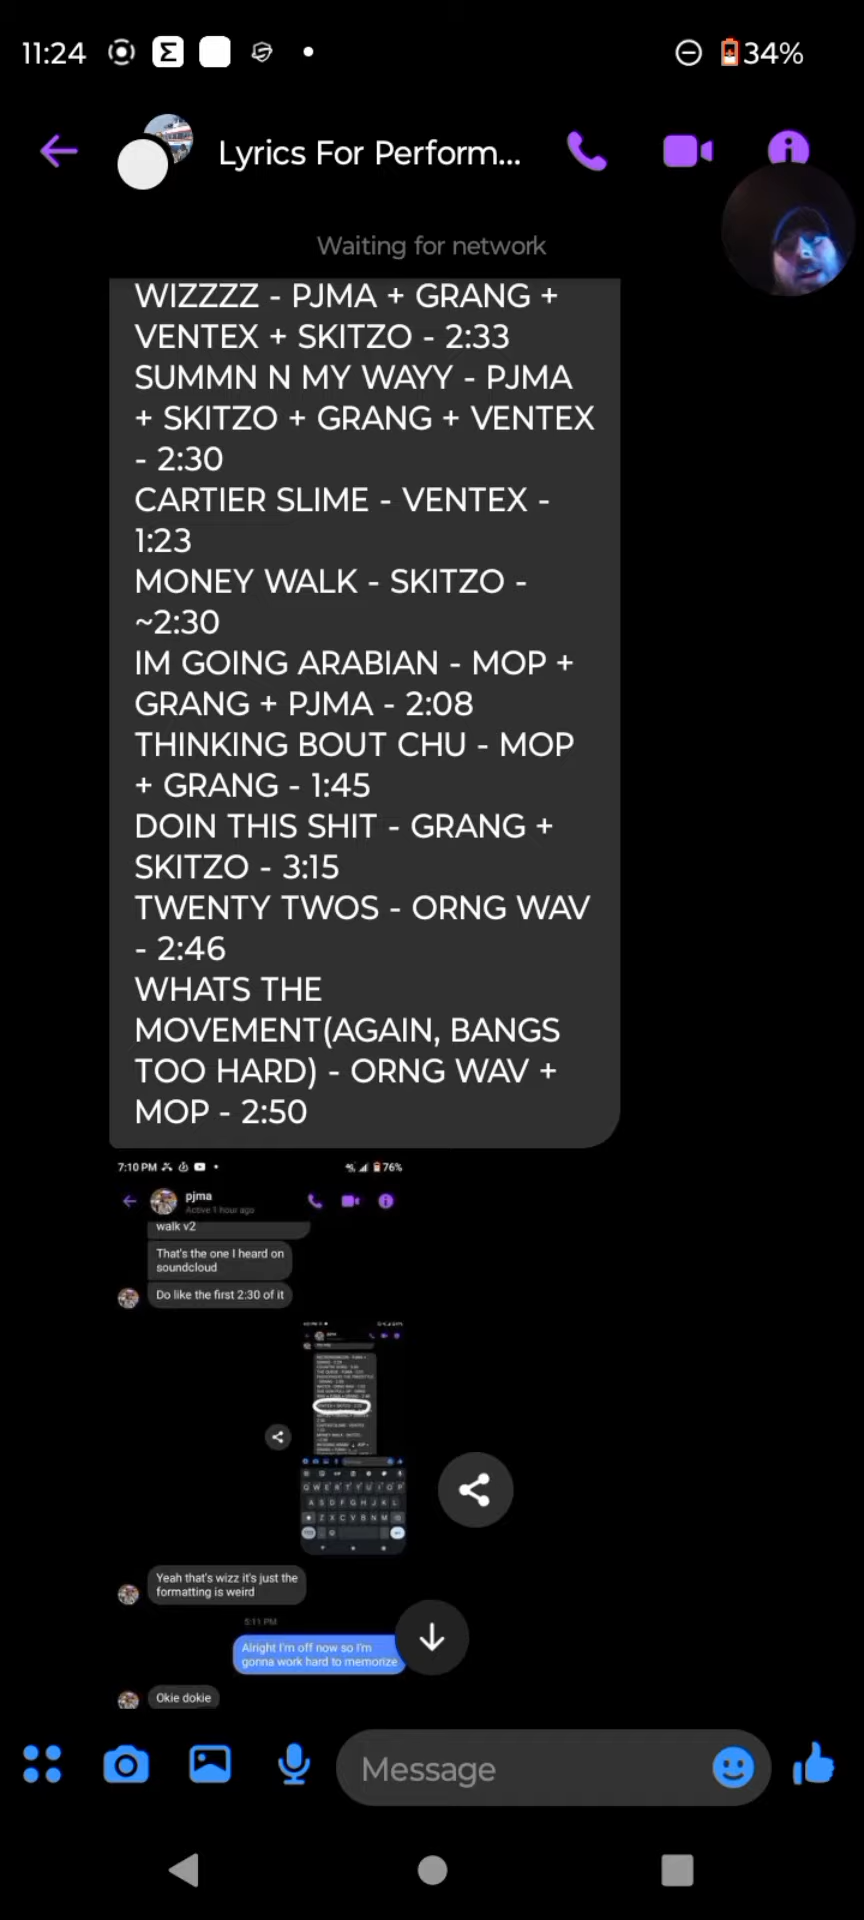 11:24
34%
Lyrics For Perform...
Waiting for network
WIZZZZ - PJMA + GRANG +
VENTEX + SKITZO - 2:33
SUMMN N MY WAYY - PJMA
+ SKITZO + GRANG + VENTEX
- 2:30
CARTIER SLIME - VENTEX -
1:23
MONEY WALK - SKITZO -
~2:30
IM GOING ARABIAN - MOP +
GRANG + PJMA - 2:08
THINKING BOUT CHU - MOP
+ GRANG - 1:45
DOIN THIS SHIT - GRANG +
SKITZO - 3:15
TWENTY TWOS - ORNG WAV
- 2:46
WHATS THE
MOVEMENT(AGAIN, BANGS
TOO HARD) - ORNG WAV +
MOP - 2:50
7:10 PM
76%
pjma
Active 1 hour ago
walk v2
That's the one I heard on
soundcloud
Do like the first 2:30 of it
Q W E R T Y U I O P
A S D F G H J K L
Z X C V B N M
Yeah that's wizz it's just the
formatting is weird
5:11 PM
Alright I'm off now so I'm
gonna work hard to memorize
Okie dokie
Message